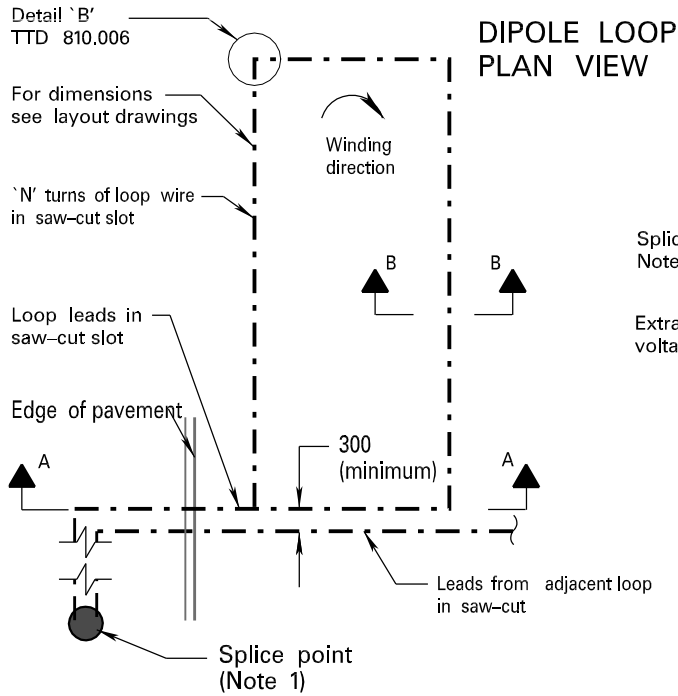 Detail `B'
TTD 810.006
DIPOLE LOOP
PLAN VIEW
For dimensions
see layout drawings
Winding
direction
`N' turns of loop wire
in saw–cut slot
B
B
Note
Loop leads in
saw–cut slot
Edge of pavement
300
(minimum)
A
A
Leads from adjacent loop
in saw–cut
Splice point
(Note 1)